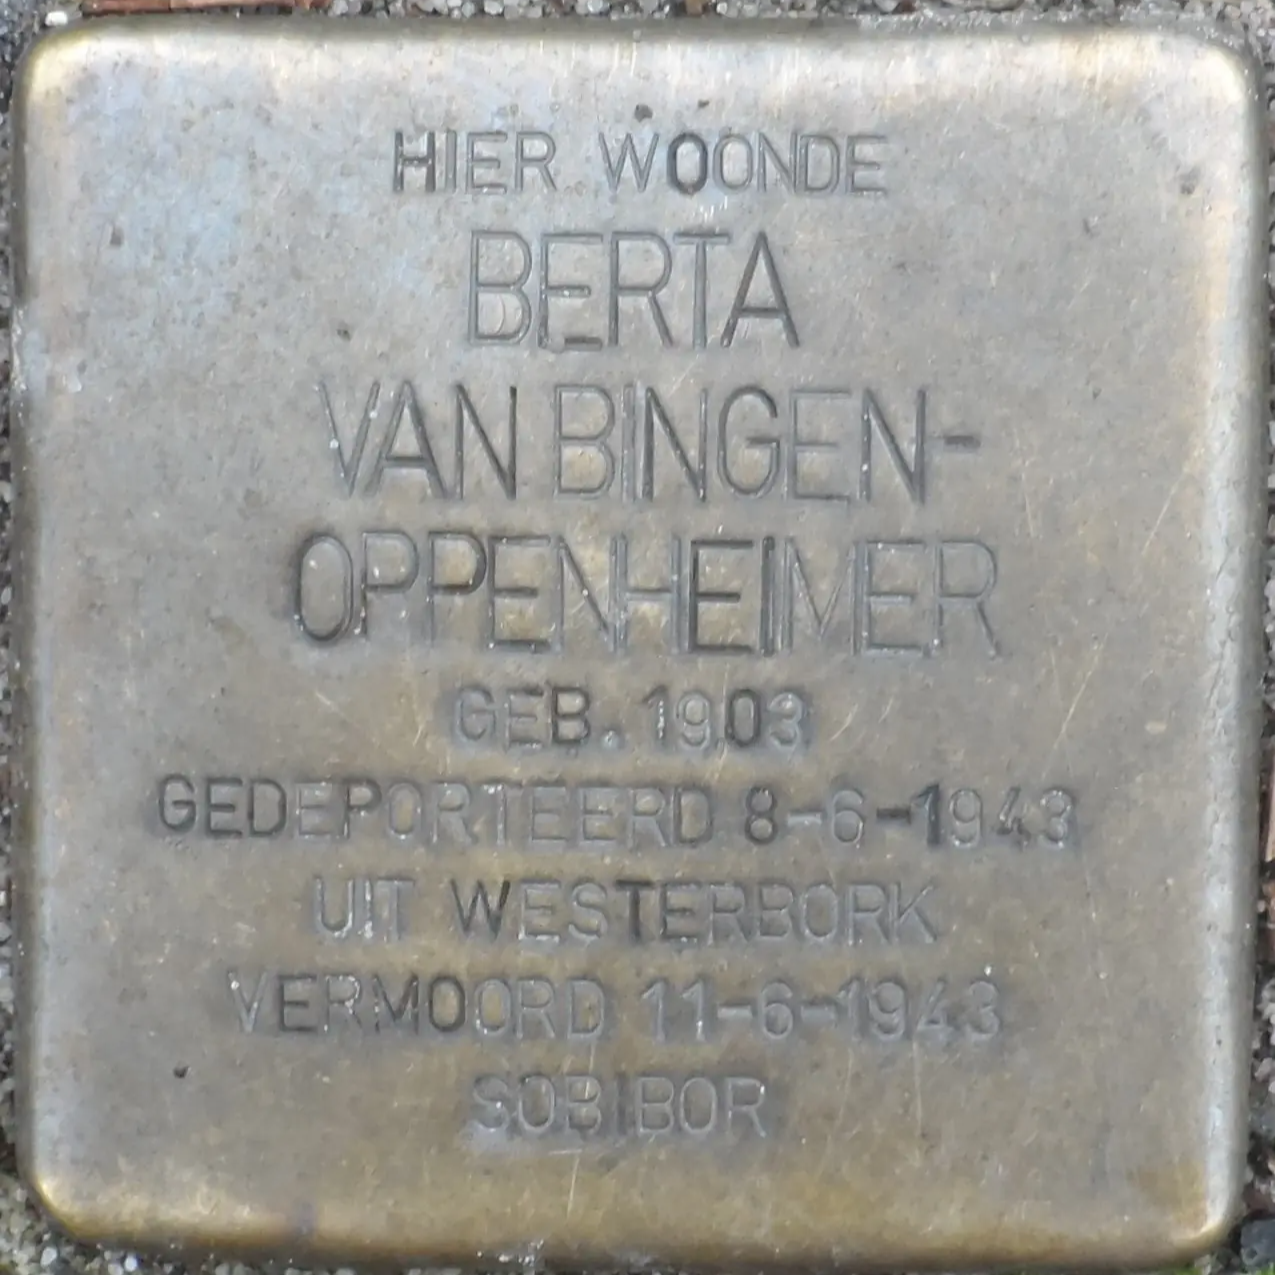 HIER WOONDE
BERTA
VAN BINGEN-
OPPENHEIMER
GEB. 1903
GEDEPORTEERD 8-6-1943
UIT WESTERBORK
VERMOORD 11-6-1943
SOBIBOR